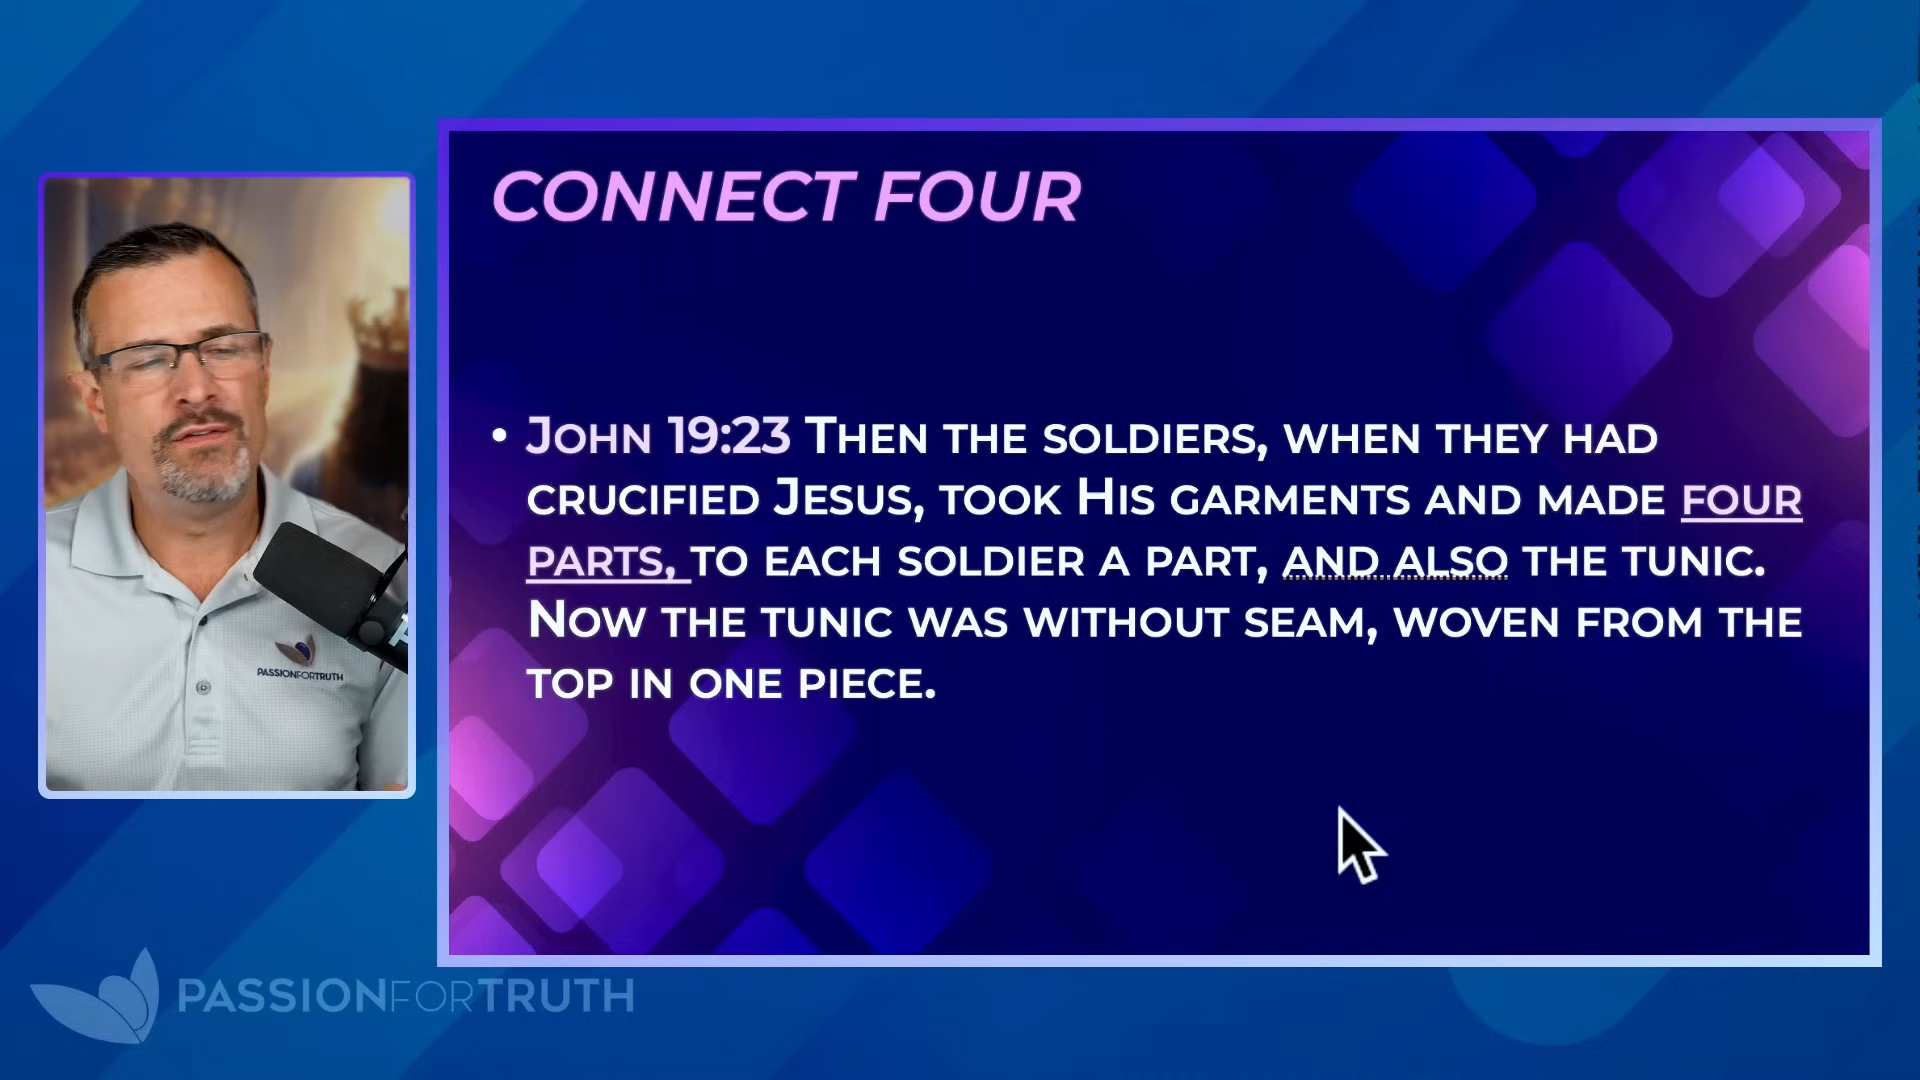 CONNECT FOUR
• JOHN 19:23 THEN THE SOLDIERS, WHEN THEY HAD
CRUCIFIED JESUS, TOOK HIS GARMENTS AND MADE FOUR
PARTS, TO EACH SOLDIER A PART, AND ALSO THE TUNIC.
NOW THE TUNIC WAS WITHOUT SEAM, WOVEN FROM THE
TOP IN ONE PIECE.
PASSIONFORTRUTH
PASSIONFORTRUTH